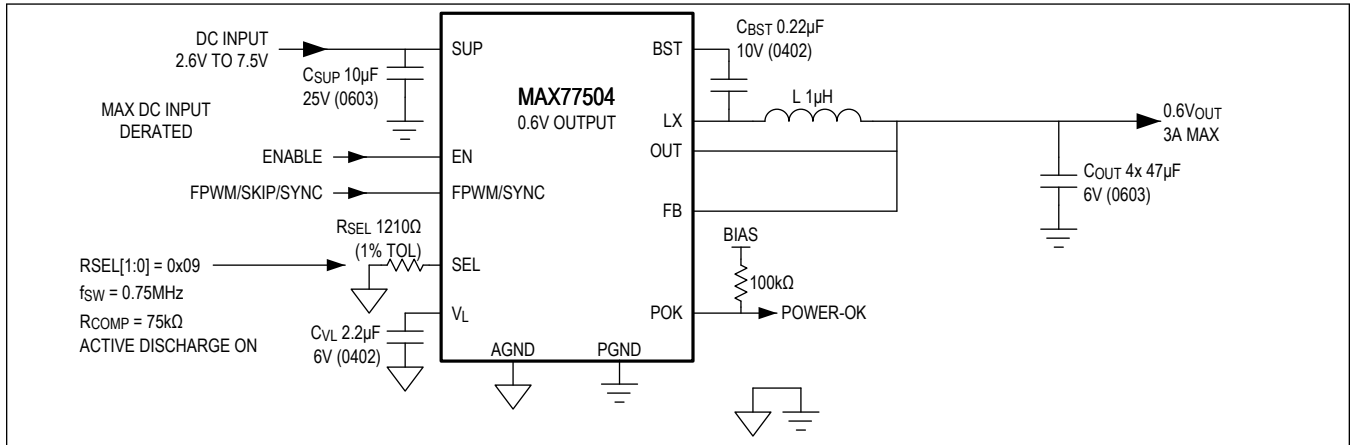 DC INPUT
2.6V TO 7.5V
MAX DC INPUT
DERATED
CSUP 10µF
25V (0603)
ENABLE
FPWM/SKIP/SYNC
RSEL 1210Ω
(1% TOL)
RSEL[1:0] = 0x09
fSW = 0.75MHz
RCOMP = 75kΩ
ACTIVE DISCHARGE ON
CVL 2.2µF
6V (0402)
SUP
EN
FPWM/SYNC
SEL
VL
MAX77504
0.6V OUTPUT
AGND
PGND
BST
LX
OUT
FB
POK
CBST 0.22µF
10V (0402)
L 1µH
0.6VOUT
3A MAX
COUT 4x 47µF
6V (0603)
BIAS
100kΩ
POWER-OK